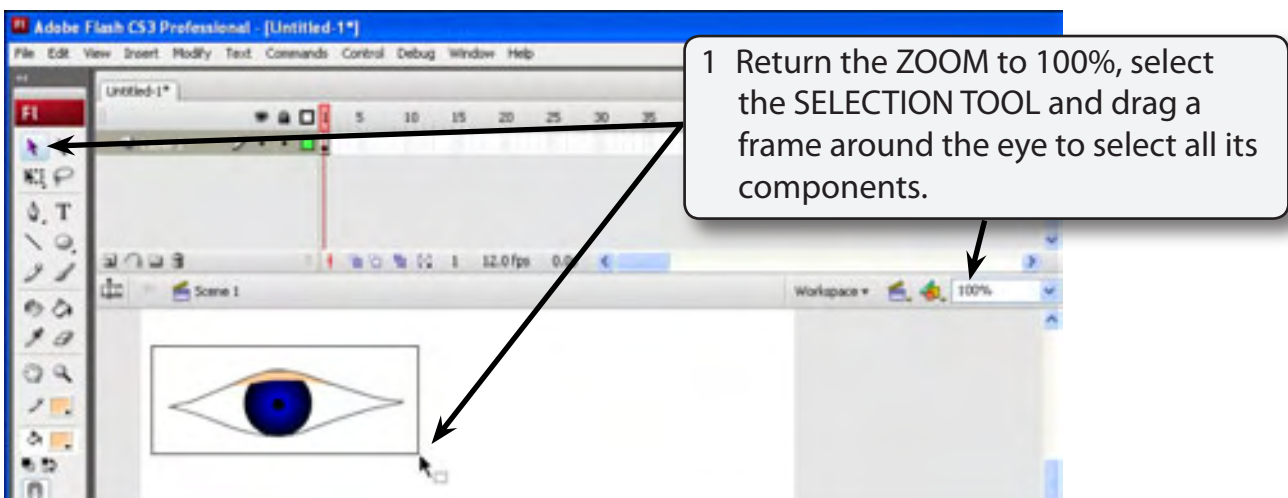 Adobe Flash CS3 Professional - [Untitled-1*]
File Edit View Insert Modify Text Commands Control Debug Window Help
1 Return the ZOOM to 100%, select
the SELECTION TOOL and drag a
frame around the eye to select all its
components.
Untitled-1*
Fl
1 5 10 15 20 25 30 35
T
1 12.0 fps
Scene 1
Workspace
100%